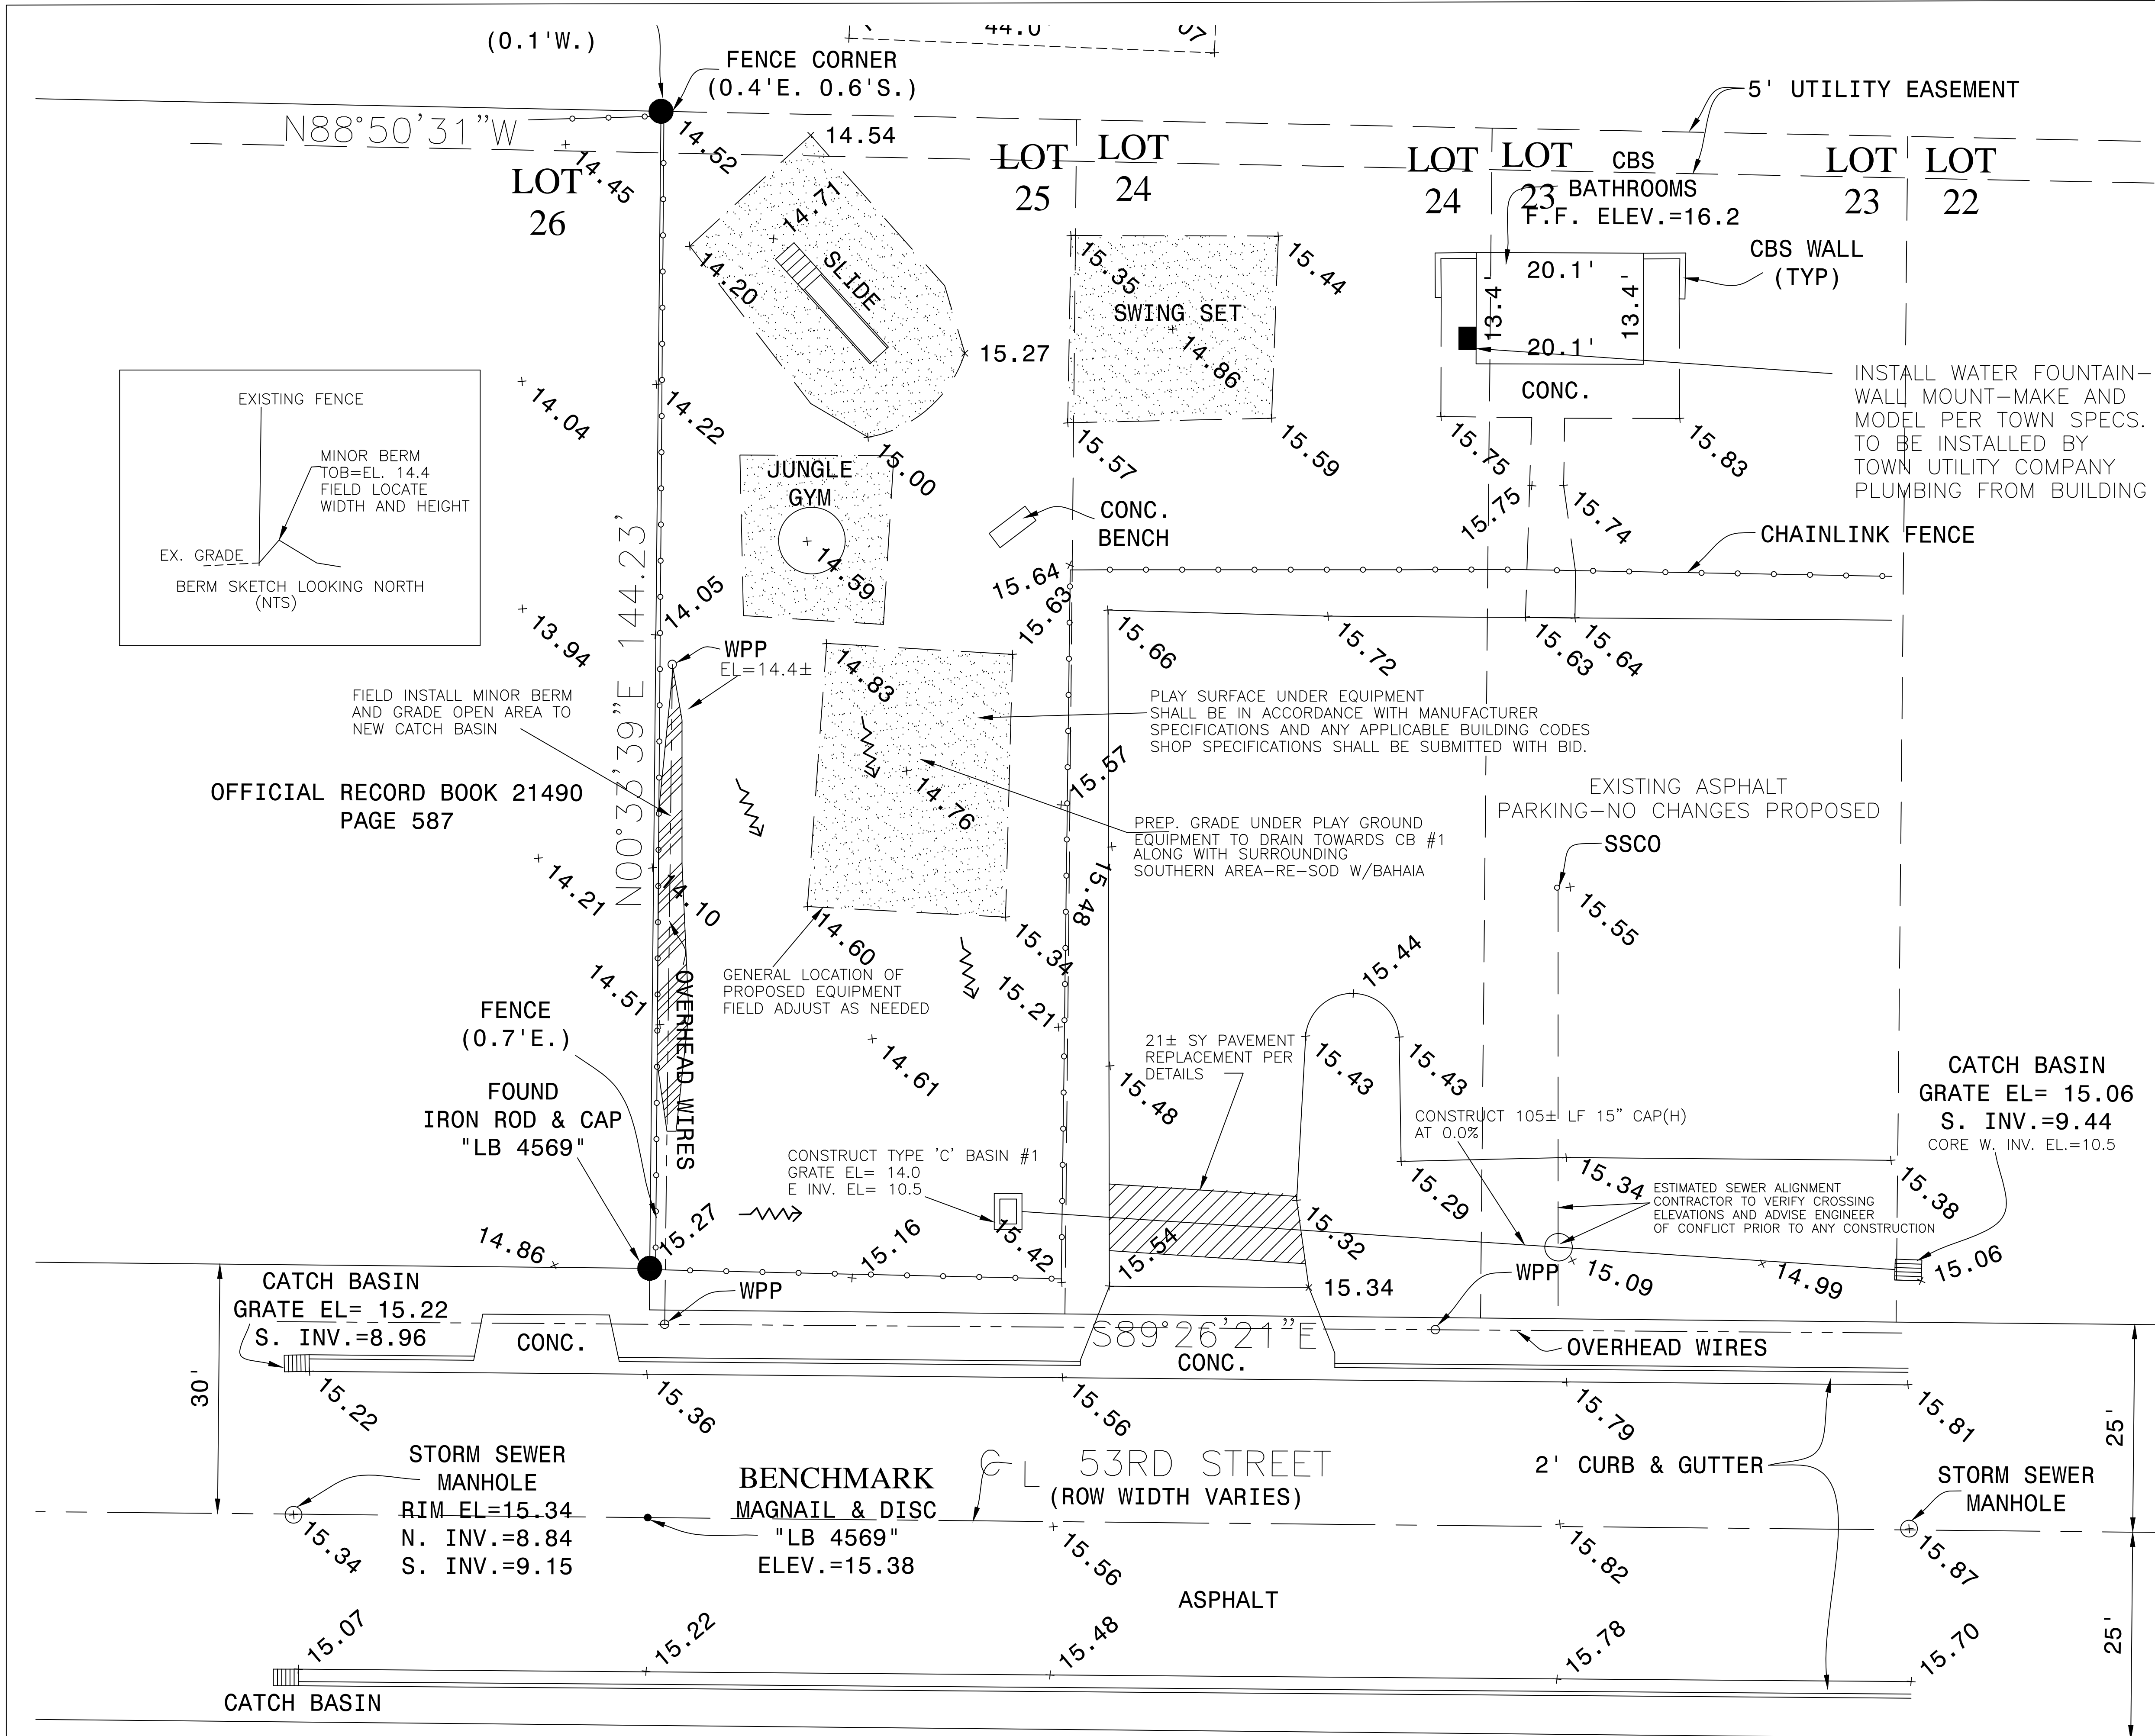 (0.1'W.)
44.0'
FENCE CORNER
(0.4'E. 0.6'S.)
5' UTILITY EASEMENT
N88°50'31"W
14.45
14.52
14.54
14.71
14.20
SLIDE
15.27
15.00
LOT
26
LOT
25
LOT
24
LOT
24
LOT
23
LOT
23
LOT
22
CBS
BATHROOMS
F.F. ELEV.=16.2
CBS WALL
(TYP)
20.1'
13.4'
13.4'
20.1'
CONC.
15.35
15.44
SWING SET
14.86
15.57
15.59
15.75
15.83
15.75
15.74
INSTALL WATER FOUNTAIN-
WALL MOUNT-MAKE AND
MODEL PER TOWN SPECS.
TO BE INSTALLED BY
TOWN UTILITY COMPANY
PLUMBING FROM BUILDING
EXISTING FENCE
MINOR BERM
TOB=EL. 14.4
FIELD LOCATE
WIDTH AND HEIGHT
EX. GRADE
BERM SKETCH LOOKING NORTH
(NTS)
14.04
14.22
JUNGLE
GYM
14.59
CONC.
BENCH
CHAINLINK FENCE
13.94
14.05
15.64
15.63
15.66
15.72
15.63
15.64
N00°33'39"E 144.23'
WPP
EL=14.4±
FIELD INSTALL MINOR BERM
AND GRADE OPEN AREA TO
NEW CATCH BASIN
14.83
14.76
PLAY SURFACE UNDER EQUIPMENT
SHALL BE IN ACCORDANCE WITH MANUFACTURER
SPECIFICATIONS AND ANY APPLICABLE BUILDING CODES
SHOP SPECIFICATIONS SHALL BE SUBMITTED WITH BID.
OFFICIAL RECORD BOOK 21490
PAGE 587
15.57
EXISTING ASPHALT
PARKING-NO CHANGES PROPOSED
PREP. GRADE UNDER PLAY GROUND
EQUIPMENT TO DRAIN TOWARDS CB #1
ALONG WITH SURROUNDING
SOUTHERN AREA-RE-SOD W/BAHAIA
SSCO
15.55
14.21
14.10
15.48
14.60
15.34
GENERAL LOCATION OF
PROPOSED EQUIPMENT
FIELD ADJUST AS NEEDED
14.51
OVERHEAD WIRES
15.21
14.61
15.44
15.43
15.43
FENCE
(0.7'E.)
FOUND
IRON ROD & CAP
"LB 4569"
21± SY PAVEMENT
REPLACEMENT PER
DETAILS
15.48
CONSTRUCT 105± LF 15" CAP(H)
AT 0.0%
CATCH BASIN
GRATE EL= 15.06
S. INV.=9.44
CORE W. INV. EL.=10.5
CONSTRUCT TYPE 'C' BASIN #1
GRATE EL= 14.0
E INV. EL= 10.5
15.29
15.34
15.38
ESTIMATED SEWER ALIGNMENT
CONTRACTOR TO VERIFY CROSSING
ELEVATIONS AND ADVISE ENGINEER
OF CONFLICT PRIOR TO ANY CONSTRUCTION
14.86
15.27
15.16
15.42
15.54
15.32
15.34
15.09
14.99
15.06
CATCH BASIN
GRATE EL= 15.22
S. INV.=8.96
WPP
WPP
CONC.
S89°26'21"E
CONC.
OVERHEAD WIRES
30'
15.22
15.36
15.56
15.79
15.81
25'
STORM SEWER
MANHOLE
RIM EL=15.34
N. INV.=8.84
S. INV.=9.15
BENCHMARK
MAGNAIL & DISC
"LB 4569"
ELEV.=15.38
CL 53RD STREET
(ROW WIDTH VARIES)
2' CURB & GUTTER
STORM SEWER
MANHOLE
15.34
15.56
15.82
15.87
ASPHALT
15.07
15.22
15.48
15.78
15.70
25'
CATCH BASIN